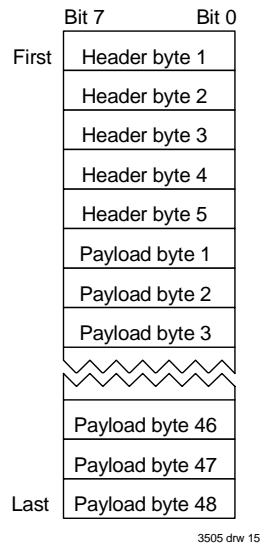 Bit 7 Bit 0
First Header byte 1
Header byte 2
Header byte 3
Header byte 4
Header byte 5
Payload byte 1
Payload byte 2
Payload byte 3
Payload byte 46
Payload byte 47
Last Payload byte 48
3505 drw 15